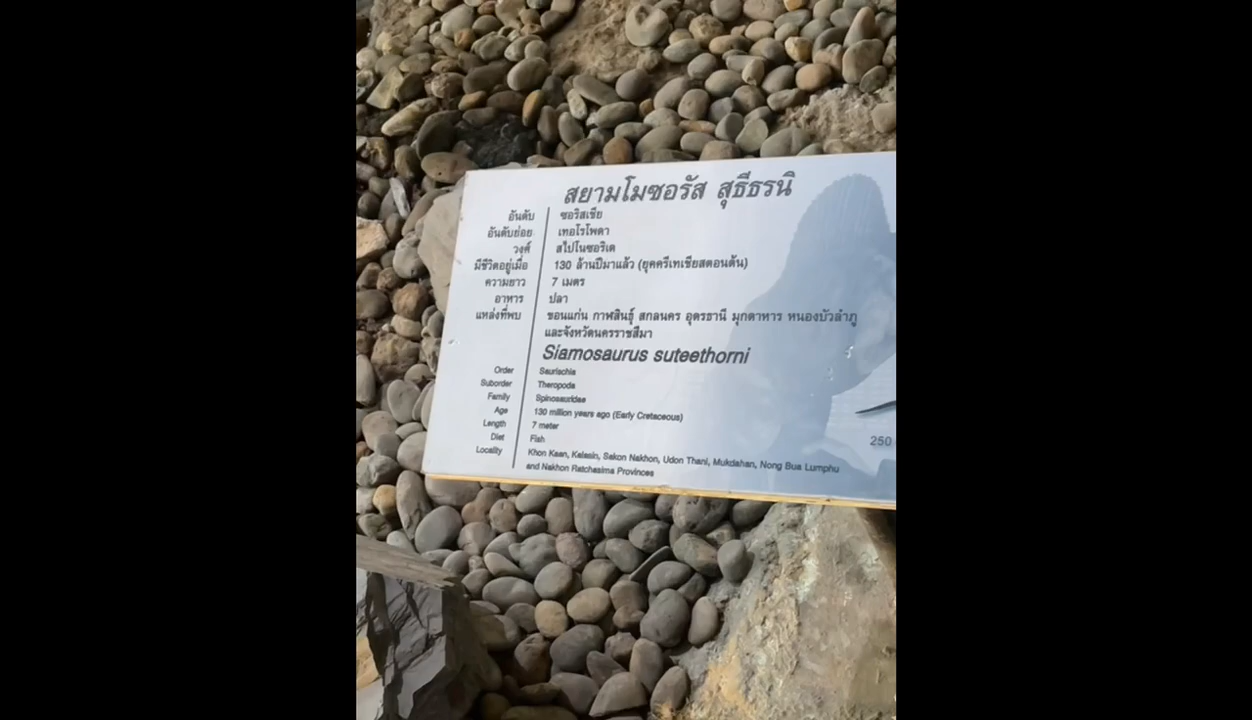 สยามโมซอรัส สุธีธรนิ
อันดับ ซอริสเชีย
อันดับย่อย เทอโรโพดา
วงศ์ สไปโนซอริเด
มีชีวิตอยู่เมื่อ 130 ล้านปีมาแล้ว (ยุคครีเทเชียสตอนต้น)
ความยาว 7 เมตร
อาหาร ปลา
แหล่งที่พบ ขอนแก่น กาฬสินธุ์ สกลนคร อุดรธานี มุกดาหาร หนองบัวลำภู
และจังหวัดนครราชสีมา
Siamosaurus suteethorni
Order Saurischia
Suborder Theropoda
Family Spinosauridae
Age 130 million years ago (Early Cretaceous)
Length 7 meter
Diet Fish
Locality Khon Kaen, Kalasin, Sakon Nakhon, Udon Thani, Mukdahan, Nong Bua Lumphu
and Nakhon Ratchasima Provinces
250